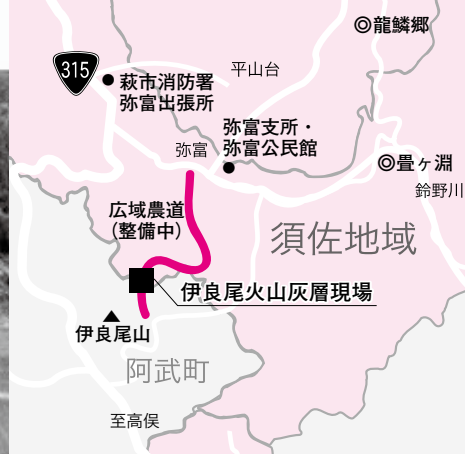 ◎龍鱗郷
315
平山台
萩市消防署
弥富出張所
弥富支所・
弥富公民館
弥富
◎畳ヶ淵
鈴野川
広域農道
(整備中)
須佐地域
伊良尾火山灰層現場
伊良尾山
阿武町
至高俣